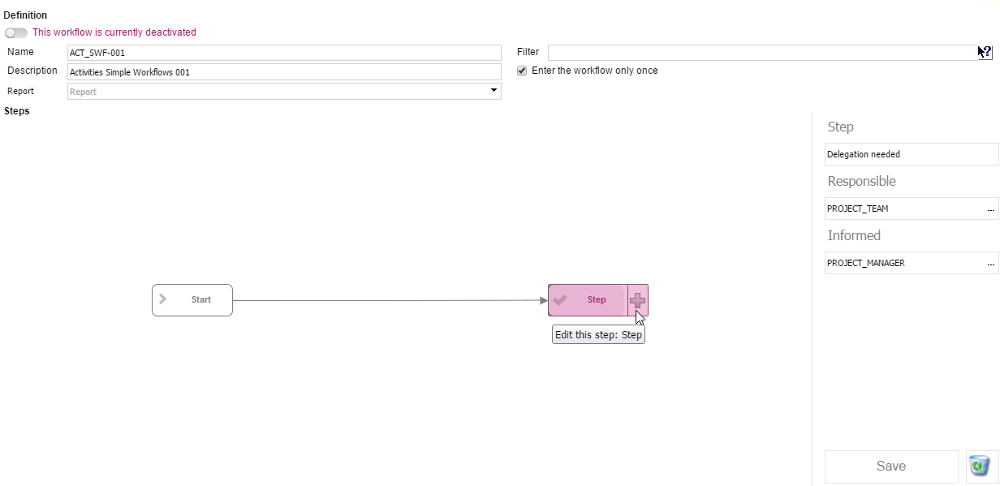 Definition
This workflow is currently deactivated
Name ACT_SWF-001 Filter ?
Description Activities Simple Workflows 001 Enter the workflow only once
Report Report
Steps
Step
Delegation needed
Responsible
PROJECT_TEAM ...
Informed
PROJECT_MANAGER ...
Start
Step
Edit this step: Step
Save